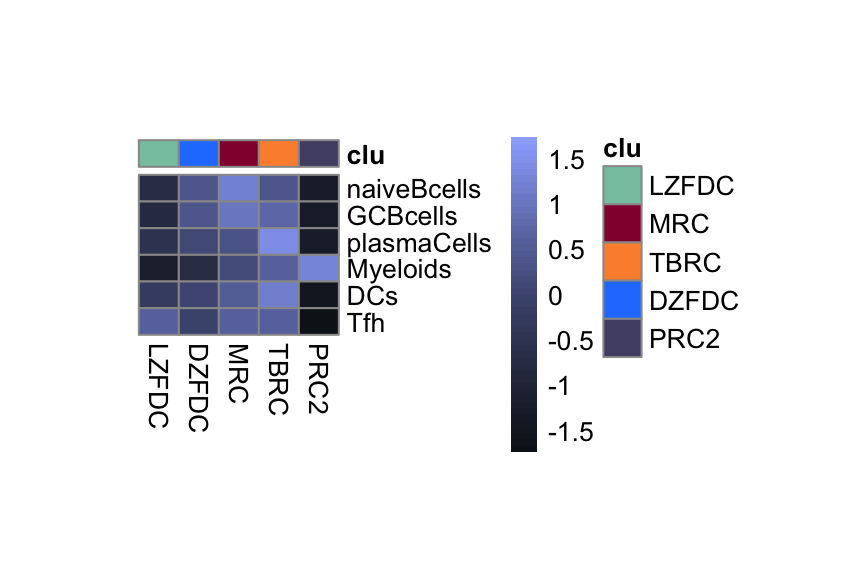 clu
naiveBcells
GCBcells
plasmaCells
Myeloids
DCs
Tfh
LZFDC
DZFDC
MRC
TBRC
PRC2
1.5
1
0.5
0
-0.5
-1
-1.5
clu
LZFDC
MRC
TBRC
DZFDC
PRC2